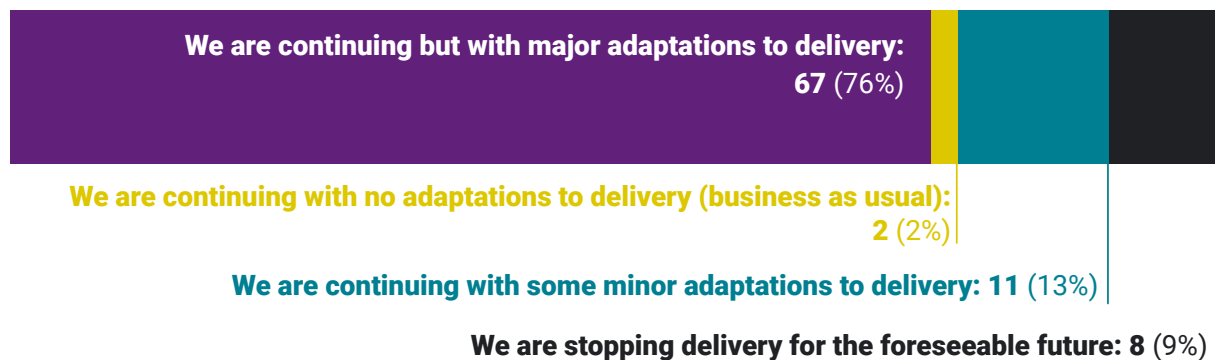 We are continuing but with major adaptations to delivery:
67 (76%)
We are continuing with no adaptations to delivery (business as usual):
2 (2%)
We are continuing with some minor adaptations to delivery: 11 (13%)
We are stopping delivery for the foreseeable future: 8 (9%)